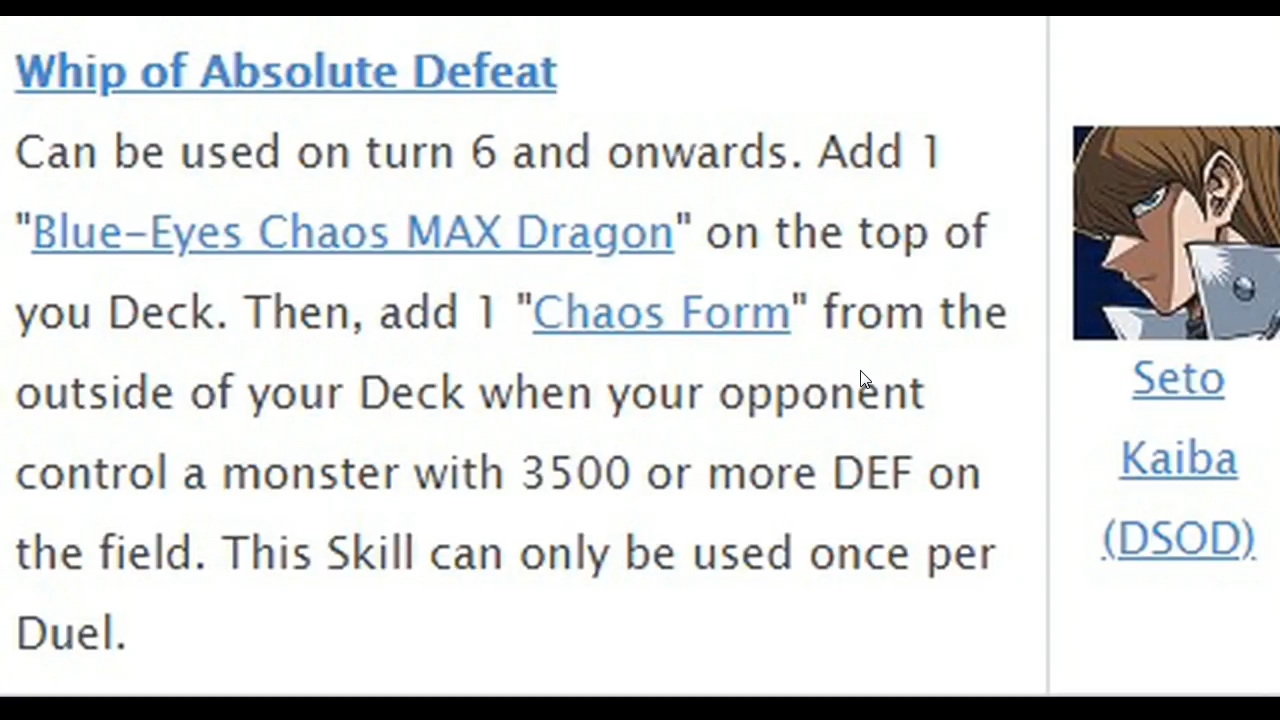 Whip of Absolute Defeat
Can be used on turn 6 and onwards. Add 1
"Blue-Eyes Chaos MAX Dragon" on the top of
you Deck. Then, add 1 "Chaos Form" from the
outside of your Deck when your opponent
control a monster with 3500 or more DEF on
the field. This Skill can only be used once per
Duel.
Seto
Kaiba
(DSOD)